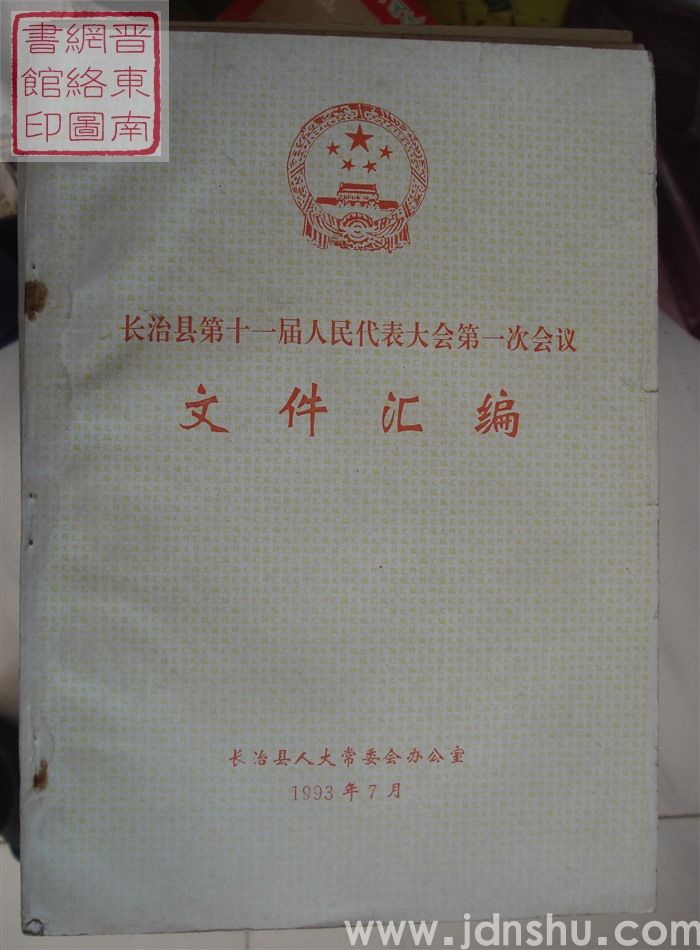 晋東南
網絡圖
書館印
长治县第十一届人民代表大会第一次会议
文件汇编
长治县人大常委会办公室
1993年7月
www.jdnshu.com